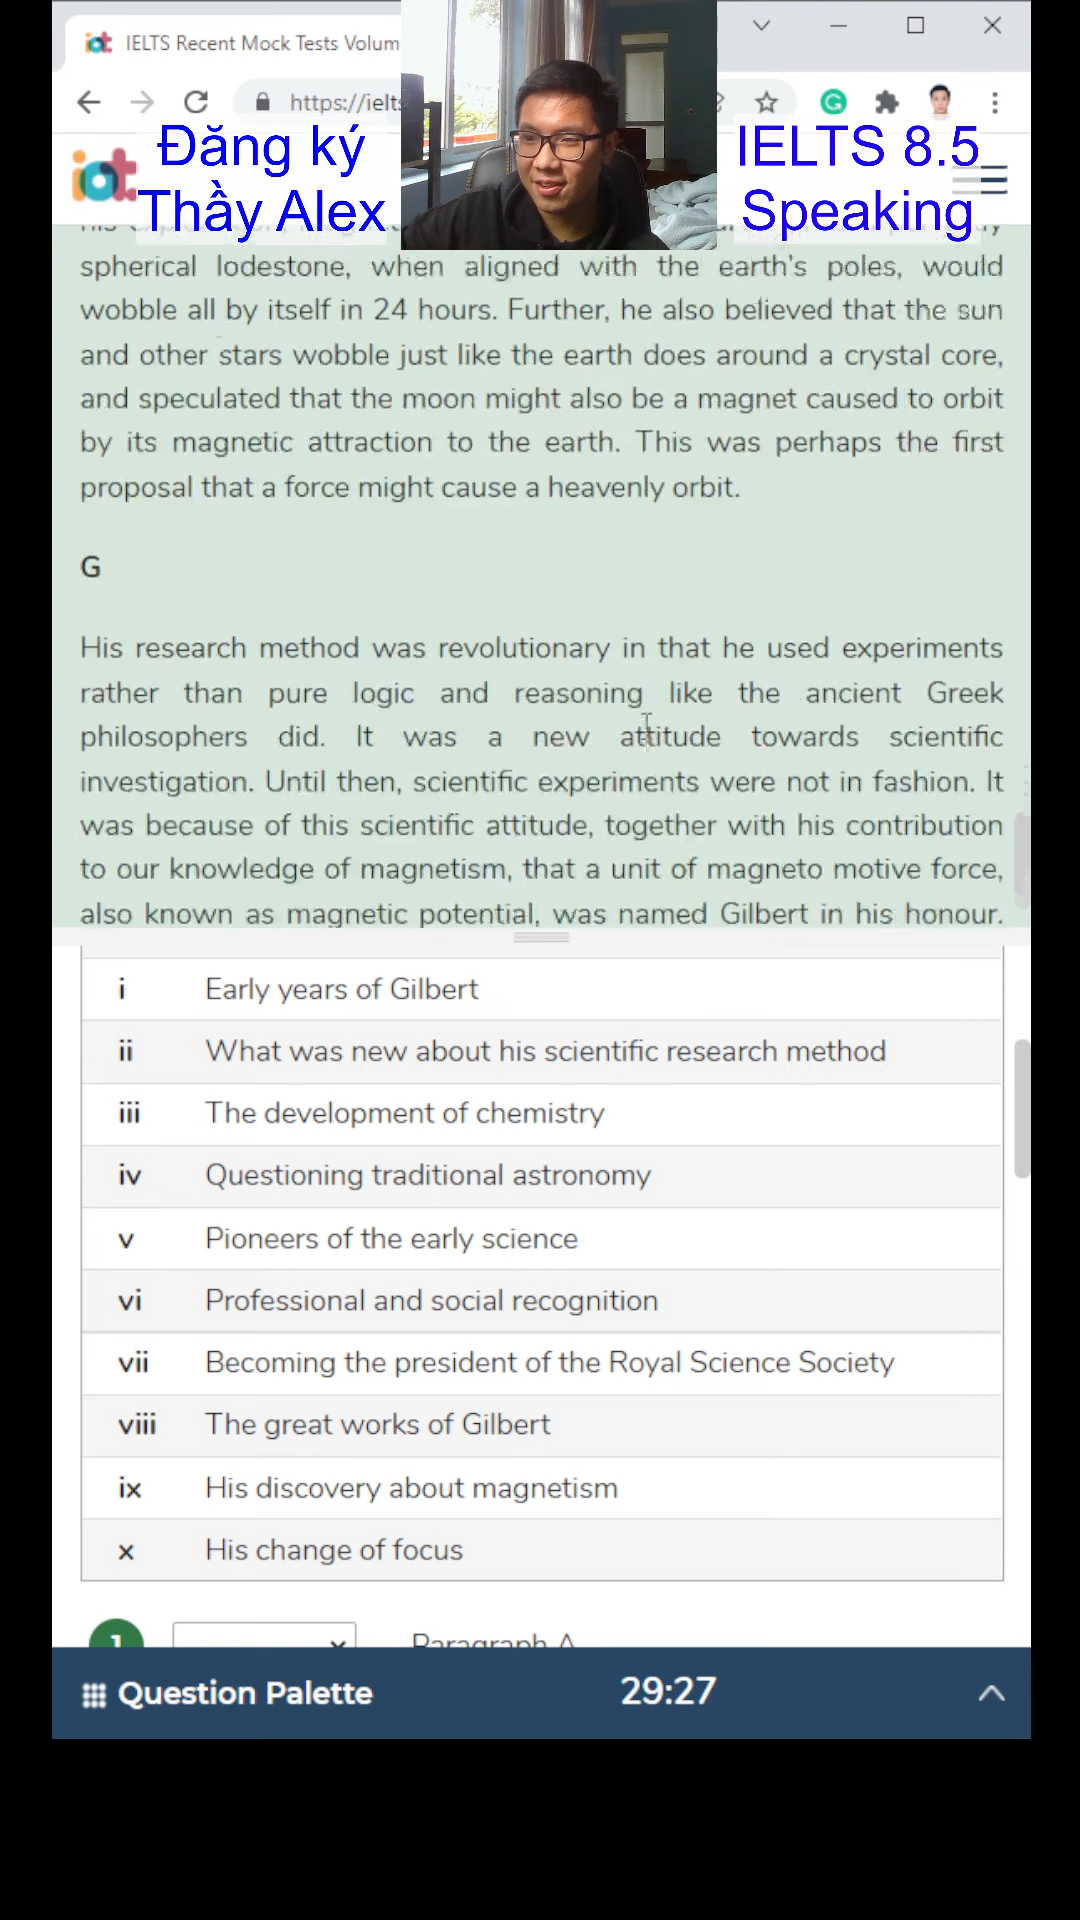 IELTS Recent Mock Tests Volum
https://ielts
Đăng ký
Thầy Alex
IELTS 8.5
Speaking
iot
spherical lodestone, when aligned with the earth's poles, would
wobble all by itself in 24 hours. Further, he also believed that the sun
and other stars wobble just like the earth does around a crystal core,
and speculated that the moon might also be a magnet caused to orbit
by its magnetic attraction to the earth. This was perhaps the first
proposal that a force might cause a heavenly orbit.
G
His research method was revolutionary in that he used experiments
rather than pure logic and reasoning like the ancient Greek
philosophers did. It was a new attitude towards scientific
investigation. Until then, scientific experiments were not in fashion. It
was because of this scientific attitude, together with his contribution
to our knowledge of magnetism, that a unit of magneto motive force,
also known as magnetic potential, was named Gilbert in his honour.
i Early years of Gilbert
ii What was new about his scientific research method
iii The development of chemistry
iv Questioning traditional astronomy
v Pioneers of the early science
vi Professional and social recognition
vii Becoming the president of the Royal Science Society
viii The great works of Gilbert
ix His discovery about magnetism
x His change of focus
1 Paragraph A
Question Palette 29:27